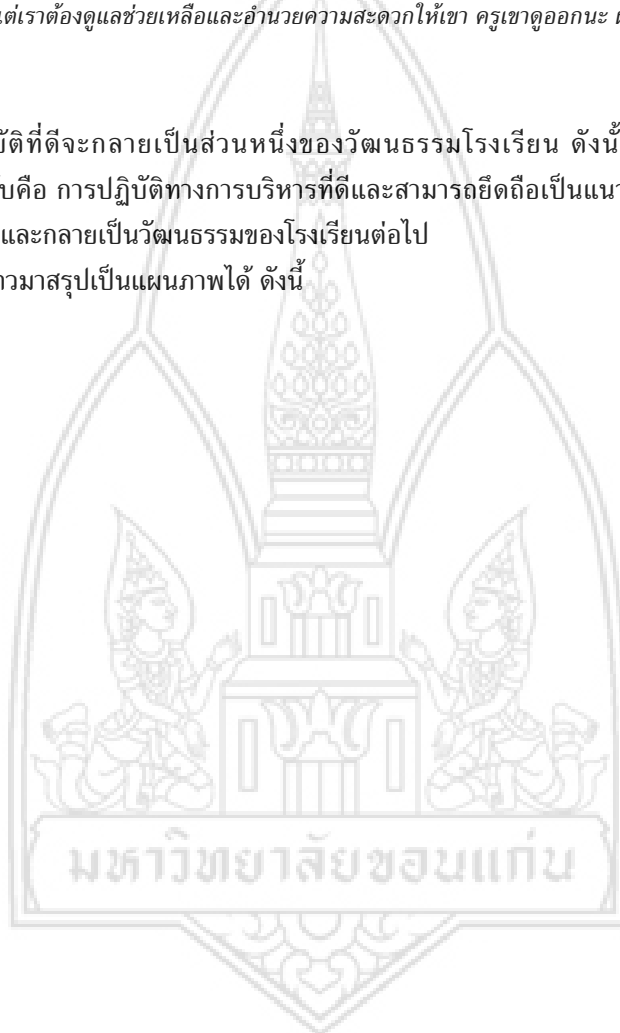 แต่เราต้องดูแลช่วยเหลือและอำนวยความสะดวกให้เขา ครูเขาดูออกนะ
บัติที่ดีจะกลายเป็นส่วนหนึ่งของวัฒนธรรมโรงเรียน ดังนั้
บคือ การปฏิบัติทางการบริหารที่ดีและสามารถยึดถือเป็นแนว
และกลายเป็นวัฒนธรรมของโรงเรียนต่อไป
าวมาสรุปเป็นแผนภาพได้ ดังนี้
มหาวิทยาลัยขอนแก่น